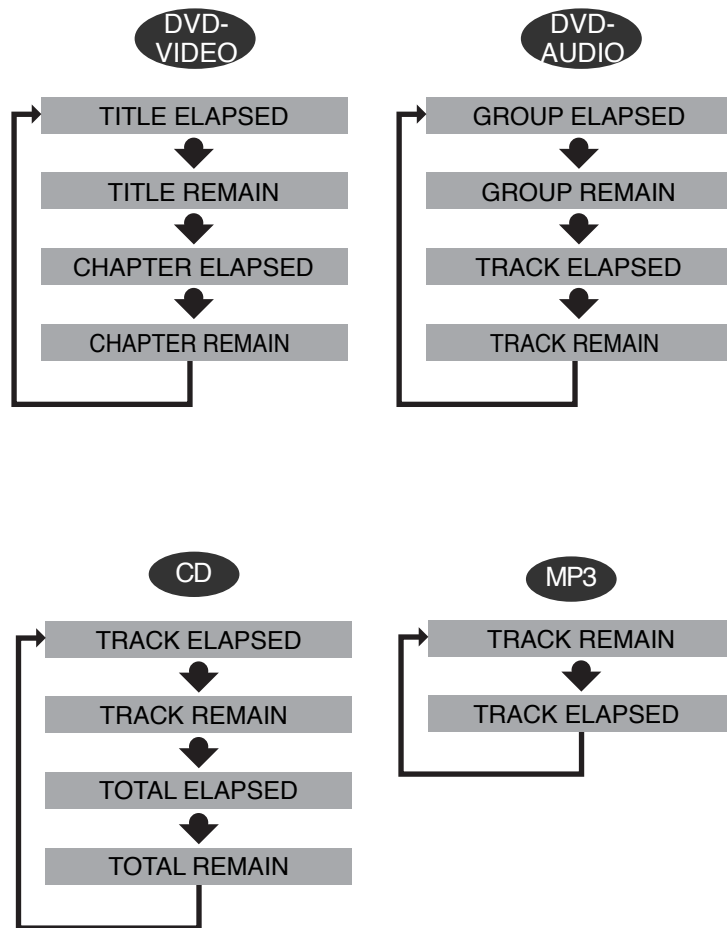 DVD-
VIDEO
TITLE ELAPSED
TITLE REMAIN
CHAPTER ELAPSED
CHAPTER REMAIN
DVD-
AUDIO
GROUP ELAPSED
GROUP REMAIN
TRACK ELAPSED
TRACK REMAIN
CD
TRACK ELAPSED
TRACK REMAIN
TOTAL ELAPSED
TOTAL REMAIN
MP3
TRACK REMAIN
TRACK ELAPSED